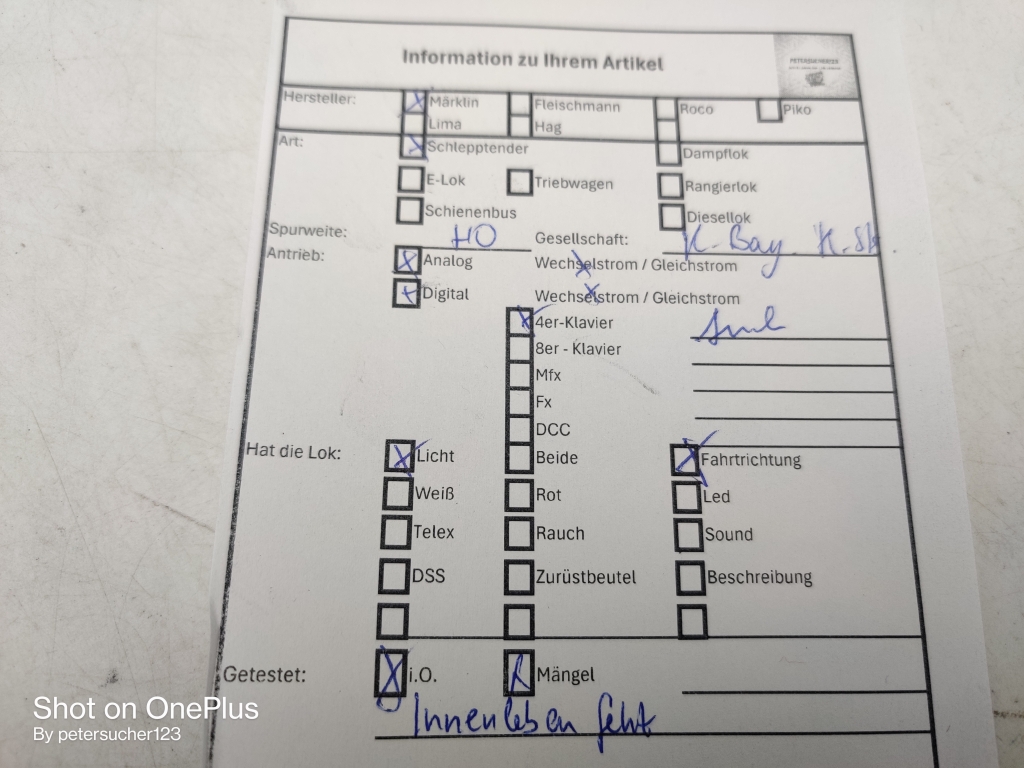 Information zu Ihrem Artikel
PETERSUCHER123
Hersteller: Märklin Fleischmann Roco Piko
Lima Hag
Art: Schlepptender Dampflok
E-Lok Triebwagen Rangierlok
Schienenbus Diesellok
Spurweite: HO Gesellschaft: K. Bay.
Antrieb: Analog Wechselstrom / Gleichstrom
Digital Wechselstrom / Gleichstrom
4er-Klavier
8er - Klavier
Mfx
Fx
DCC
Hat die Lok: Licht Beide Fahrtrichtung
Weiß Rot Led
Telex Rauch Sound
DSS Zurüstbeutel Beschreibung
Getestet: i.O. Mängel
Innenleben feht
Shot on OnePlus
By petersucher123